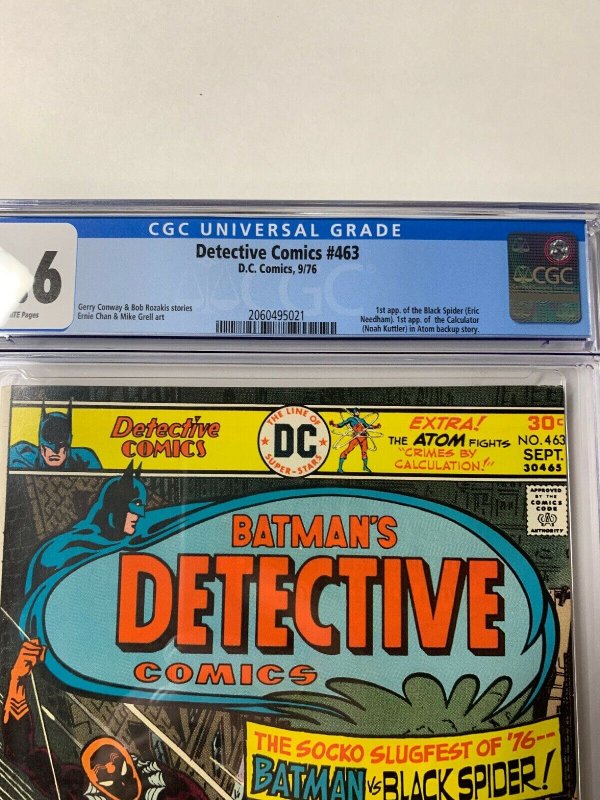 CGC UNIVERSAL GRADE
Detective Comics #463
D.C. Comics, 9/76
6
Pages
Gerry Conway & Bob Rozakis stories
Ernie Chan & Mike Grell art
2060495021
1st app. of the Black Spider (Eric
Needham). 1st app. of the Calculator
(Noah Kuttler) in Atom backup story.
CGC
Detective
COMICS
THE LINE OF
DC
SUPER-STARS
EXTRA!
THE ATOM FIGHTS
"CRIMES BY
CALCULATION!"
30¢
NO. 463
SEPT.
30465
APPROVED
BY THE
COMICS
CODE
AUTHORITY
BATMAN'S
DETECTIVE
COMICS
THE SOCKO SLUGFEST OF '76--
BATMAN VS BLACK SPIDER!